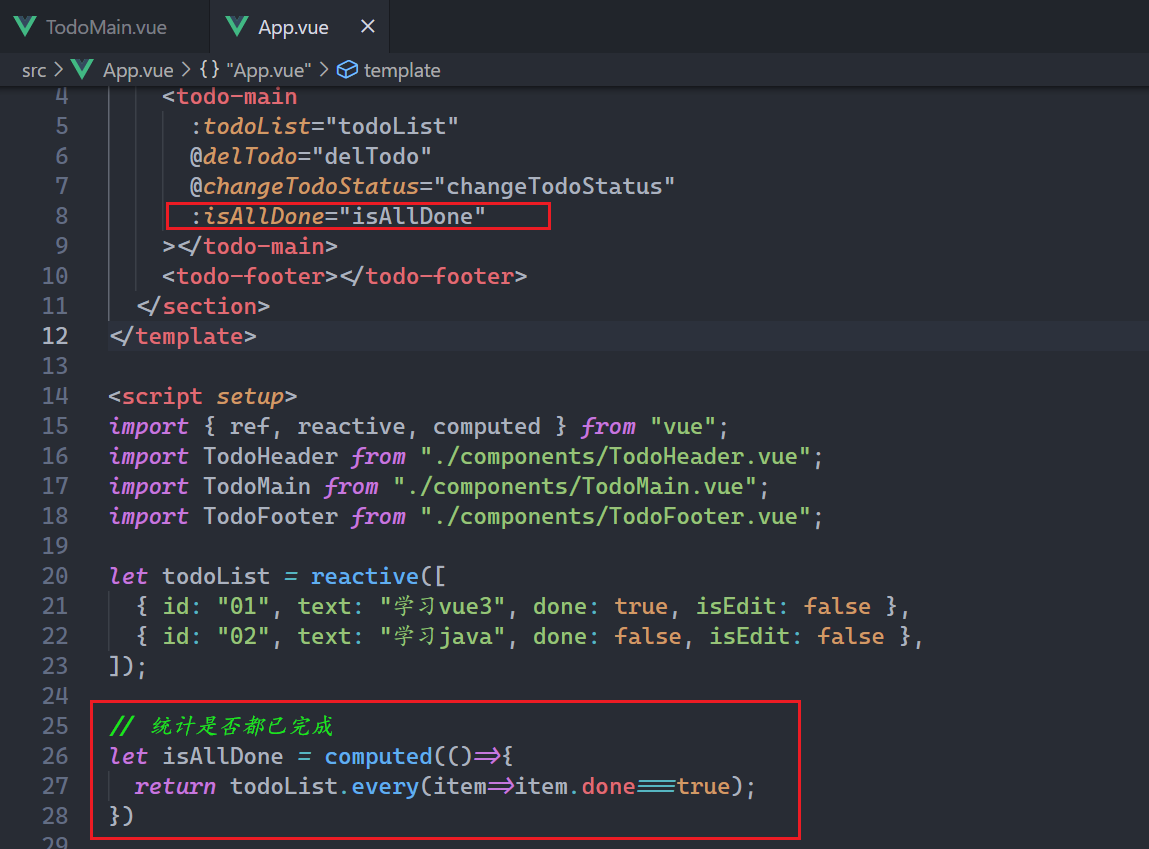 TodoMain.vue App.vue ×
src > App.vue > {} "App.vue" > template
4 <todo-main
5 :todoList="todoList"
6 @delTodo="delTodo"
7 @changeTodoStatus="changeTodoStatus"
8 :isAllDone="isAllDone"
9 ></todo-main>
10 <todo-footer></todo-footer>
11 </section>
12 </template>
13
14 <script setup>
15 import { ref, reactive, computed } from "vue";
16 import TodoHeader from "./components/TodoHeader.vue";
17 import TodoMain from "./components/TodoMain.vue";
18 import TodoFooter from "./components/TodoFooter.vue";
19
20 let todoList = reactive([
21 { id: "01", text: "学习vue3", done: true, isEdit: false },
22 { id: "02", text: "学习java", done: false, isEdit: false },
23 ]);
24
25 // 统计是否都已完成
26 let isAllDone = computed(()=>{
27 return todoList.every(item=>item.done===true);
28 })
29